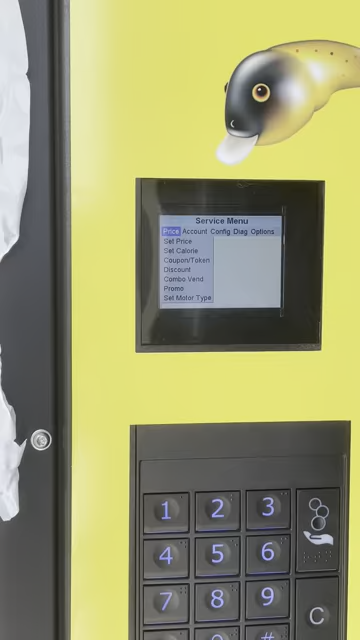 Service Menu
Price Account Config Diag Options
Set Price
Set Calorie
Coupon/Token
Discount
Combo Vend
Promo
Set Motor Type
1 2 3
4 5 6
7 8 9 C
#